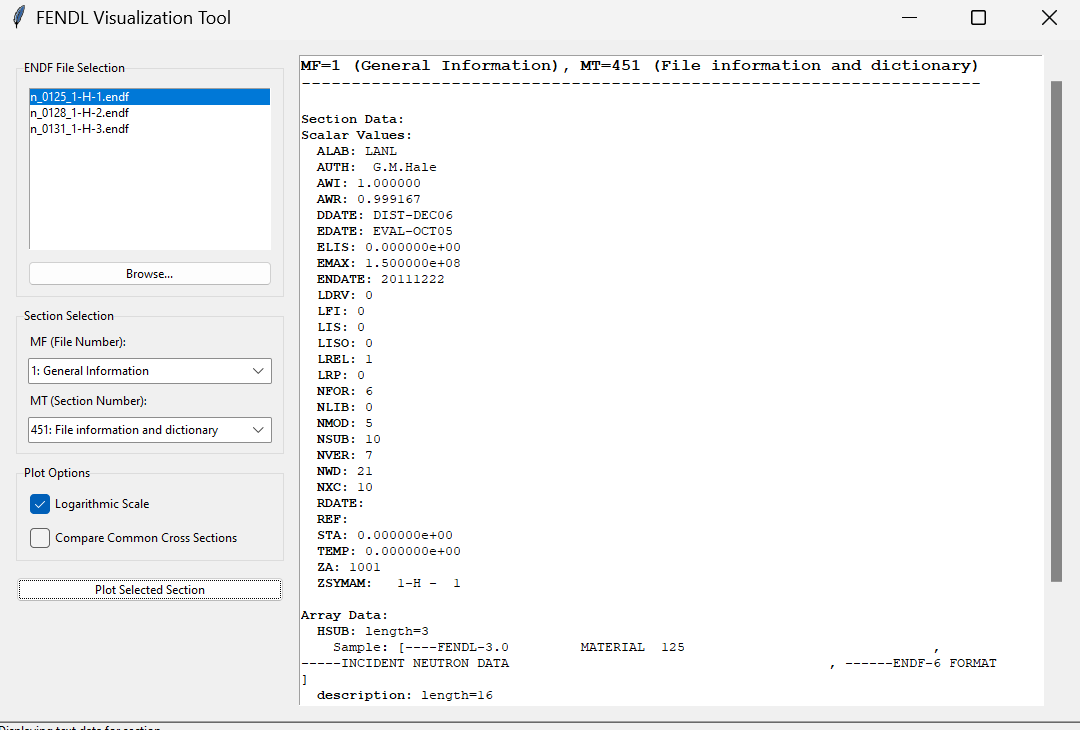 FENDL Visualization Tool
ENDF File Selection
n_0125_1-H-1.endf
n_0128_1-H-2.endf
n_0131_1-H-3.endf
Browse...
Section Selection
MF (File Number):
1: General Information
MT (Section Number):
451: File information and dictionary
Plot Options
Logarithmic Scale
Compare Common Cross Sections
Plot Selected Section
MF=1 (General Information), MT=451 (File information and dictionary)
--------------------------------------------------------------------
Section Data:
Scalar Values:
ALAB: LANL
AUTH:  G.M.Hale
AWI: 1.000000
AWR: 0.999167
DDATE: DIST-DEC06
EDATE: EVAL-OCT05
ELIS: 0.000000e+00
EMAX: 1.500000e+08
ENDATE: 20111222
LDRV: 0
LFI: 0
LIS: 0
LISO: 0
LREL: 1
LRP: 0
NFOR: 6
NLIB: 0
NMOD: 5
NSUB: 10
NVER: 7
NWD: 21
NXC: 10
RDATE:
REF:
STA: 0.000000e+00
TEMP: 0.000000e+00
ZA: 1001
ZSYMAM:   1-H -  1
Array Data:
HSUB: length=3
Sample: [----FENDL-3.0         MATERIAL  125                               ,
-----INCIDENT NEUTRON DATA                                        , ------ENDF-6 FORMAT
]
description: length=16
Displaying text data for section